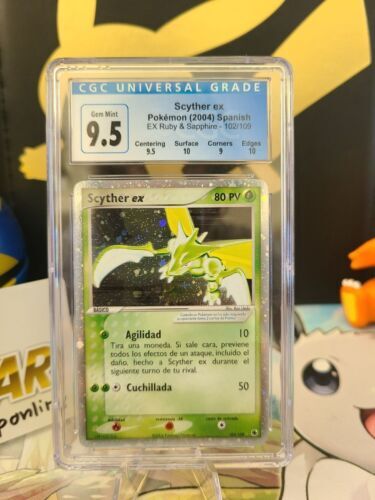 CGC UNIVERSAL GRADE
Gem Mint
9.5
Scyther ex
Pokémon (2004) Spanish
EX Ruby & Sapphire - 102/109
Centering Surface Corners Edges
9.5 10 9 10
Scyther ex 80 PV
BÁSICO
Agilidad 10
Tira una moneda. Si sale cara, previene
todos los efectos de un ataque, incluido el
daño, hecho a Scyther ex durante el
siguiente turno de tu rival.
Cuchillada 50
AR
ponlin